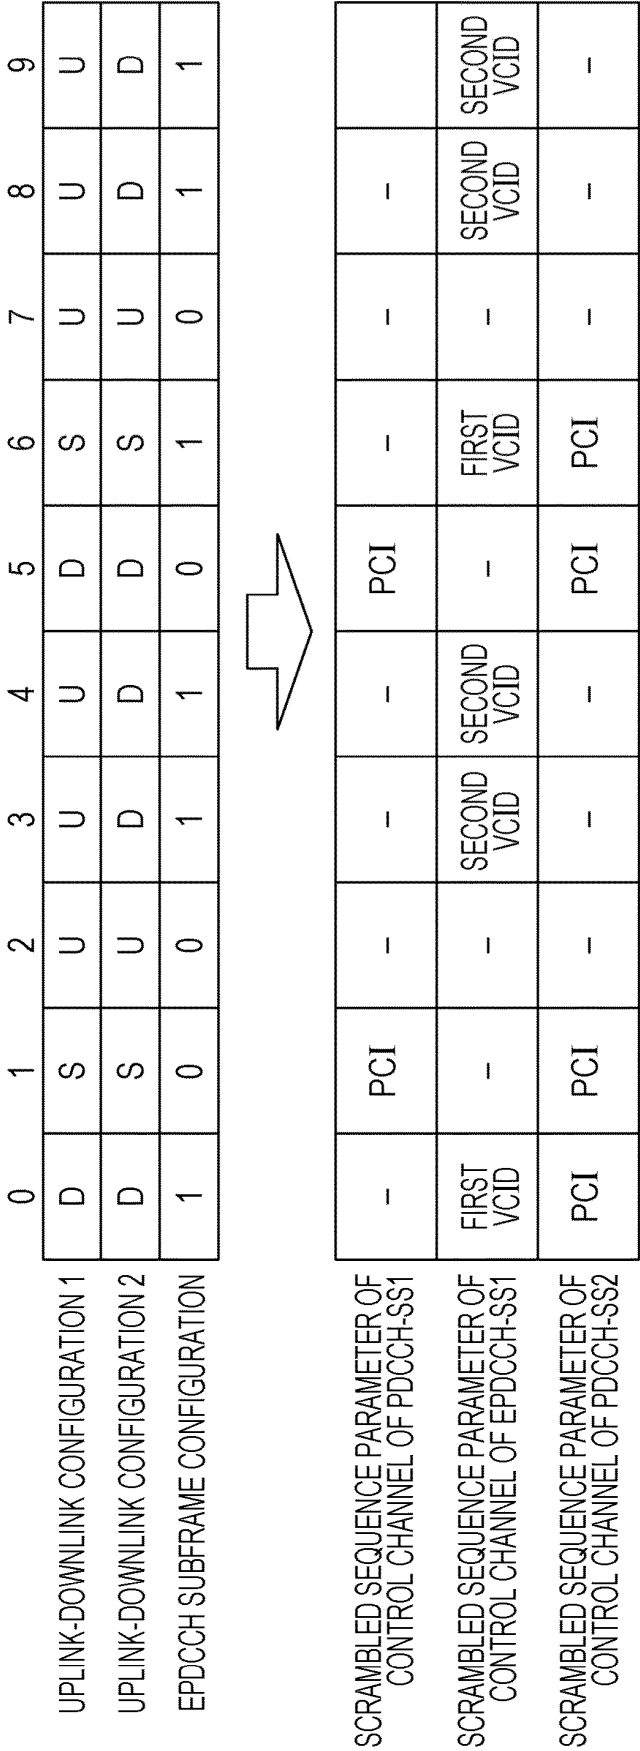 0 1 2 3 4 5 6 7 8 9
UPLINK-DOWNLINK CONFIGURATION 1 D S U U U D S U U U
UPLINK-DOWNLINK CONFIGURATION 2 D S U D D D S U D D
EPDCCH SUBFRAME CONFIGURATION 1 0 0 1 1 0 1 0 1 1
SCRAMBLED SEQUENCE PARAMETER OF
CONTROL CHANNEL OF PDCCH-SS1 – PCI – – – PCI – – –
SCRAMBLED SEQUENCE PARAMETER OF
CONTROL CHANNEL OF EPDCCH-SS1
FIRST
VCID
–
–
SECOND
VCID
SECOND
VCID
–
FIRST
VCID
–
SECOND
VCID
SECOND
VCID
SCRAMBLED SEQUENCE PARAMETER OF
CONTROL CHANNEL OF PDCCH-SS2 PCI PCI – – – PCI PCI – – –